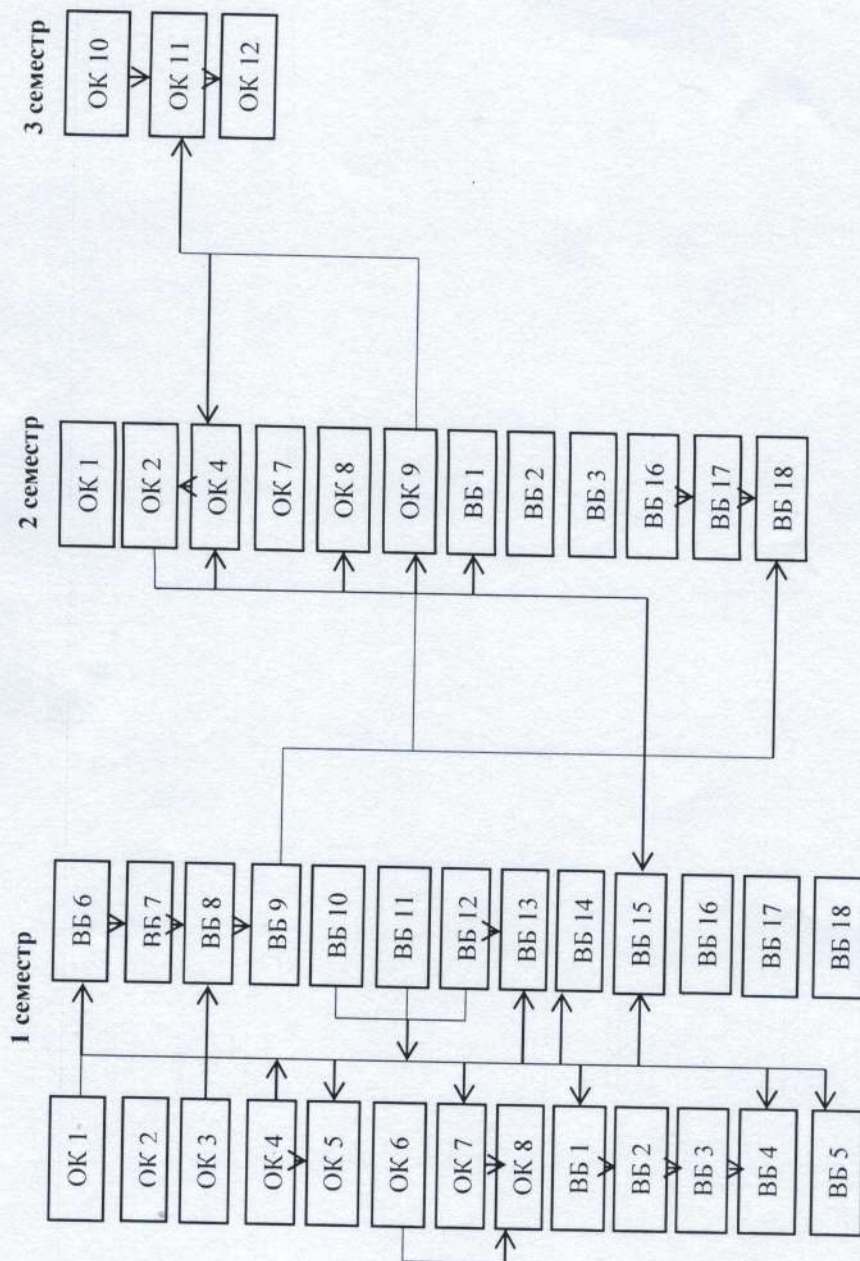 1 семестр
ОК 1
ОК 2
ОК 3
ОК 4
ОК 5
ОК 6
ОК 7
ОК 8
ВБ 1
ВБ 2
ВБ 3
ВБ 4
ВБ 5
ВБ 6
ВБ 7
ВБ 8
ВБ 9
ВБ 10
ВБ 11
ВБ 12
ВБ 13
ВБ 14
ВБ 15
ВБ 16
ВБ 17
ВБ 18
2 семестр
ОК 1
ОК 2
ОК 4
ОК 7
ОК 8
ОК 9
ВБ 1
ВБ 2
ВБ 3
ВБ 16
ВБ 17
ВБ 18
3 семестр
ОК 10
ОК 11
ОК 12